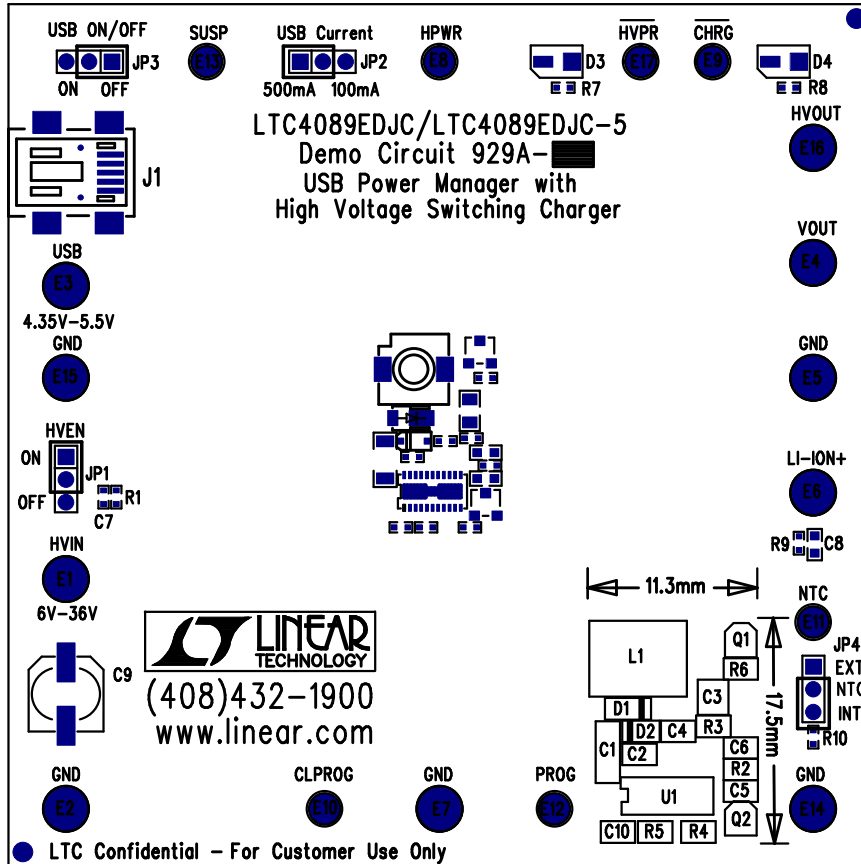 USB ON/OFF
JP3
ON OFF
SUSP
E13
USB Current
JP2
500mA 100mA
HPWR
E8
D3
R7
HVPR
E17
CHRG
E9
D4
R8
HVOUT
E16
LTC4089EDJC/LTC4089EDJC-5
Demo Circuit 929A-
USB Power Manager with
High Voltage Switching Charger
J1
USB
E3
4.35V-5.5V
VOUT
E4
GND
E15
GND
E5
HVEN
ON
JP1
OFF
R1
C7
LI-ION+
E6
R9
C8
HVIN
E1
6V-36V
11.3mm
NTC
E11
LINEAR
TECHNOLOGY
(408)432-1900
www.linear.com
C9
L1
Q1
R6
D1
C3
D2
C4
R3
C1
C2
C6
R2
U1
C5
C10
R5
R4
Q2
17.5mm
JP4
EXT
NTC
INT
R10
GND
E2
CLPROG
E10
GND
E7
PROG
E12
GND
E14
LTC Confidential - For Customer Use Only